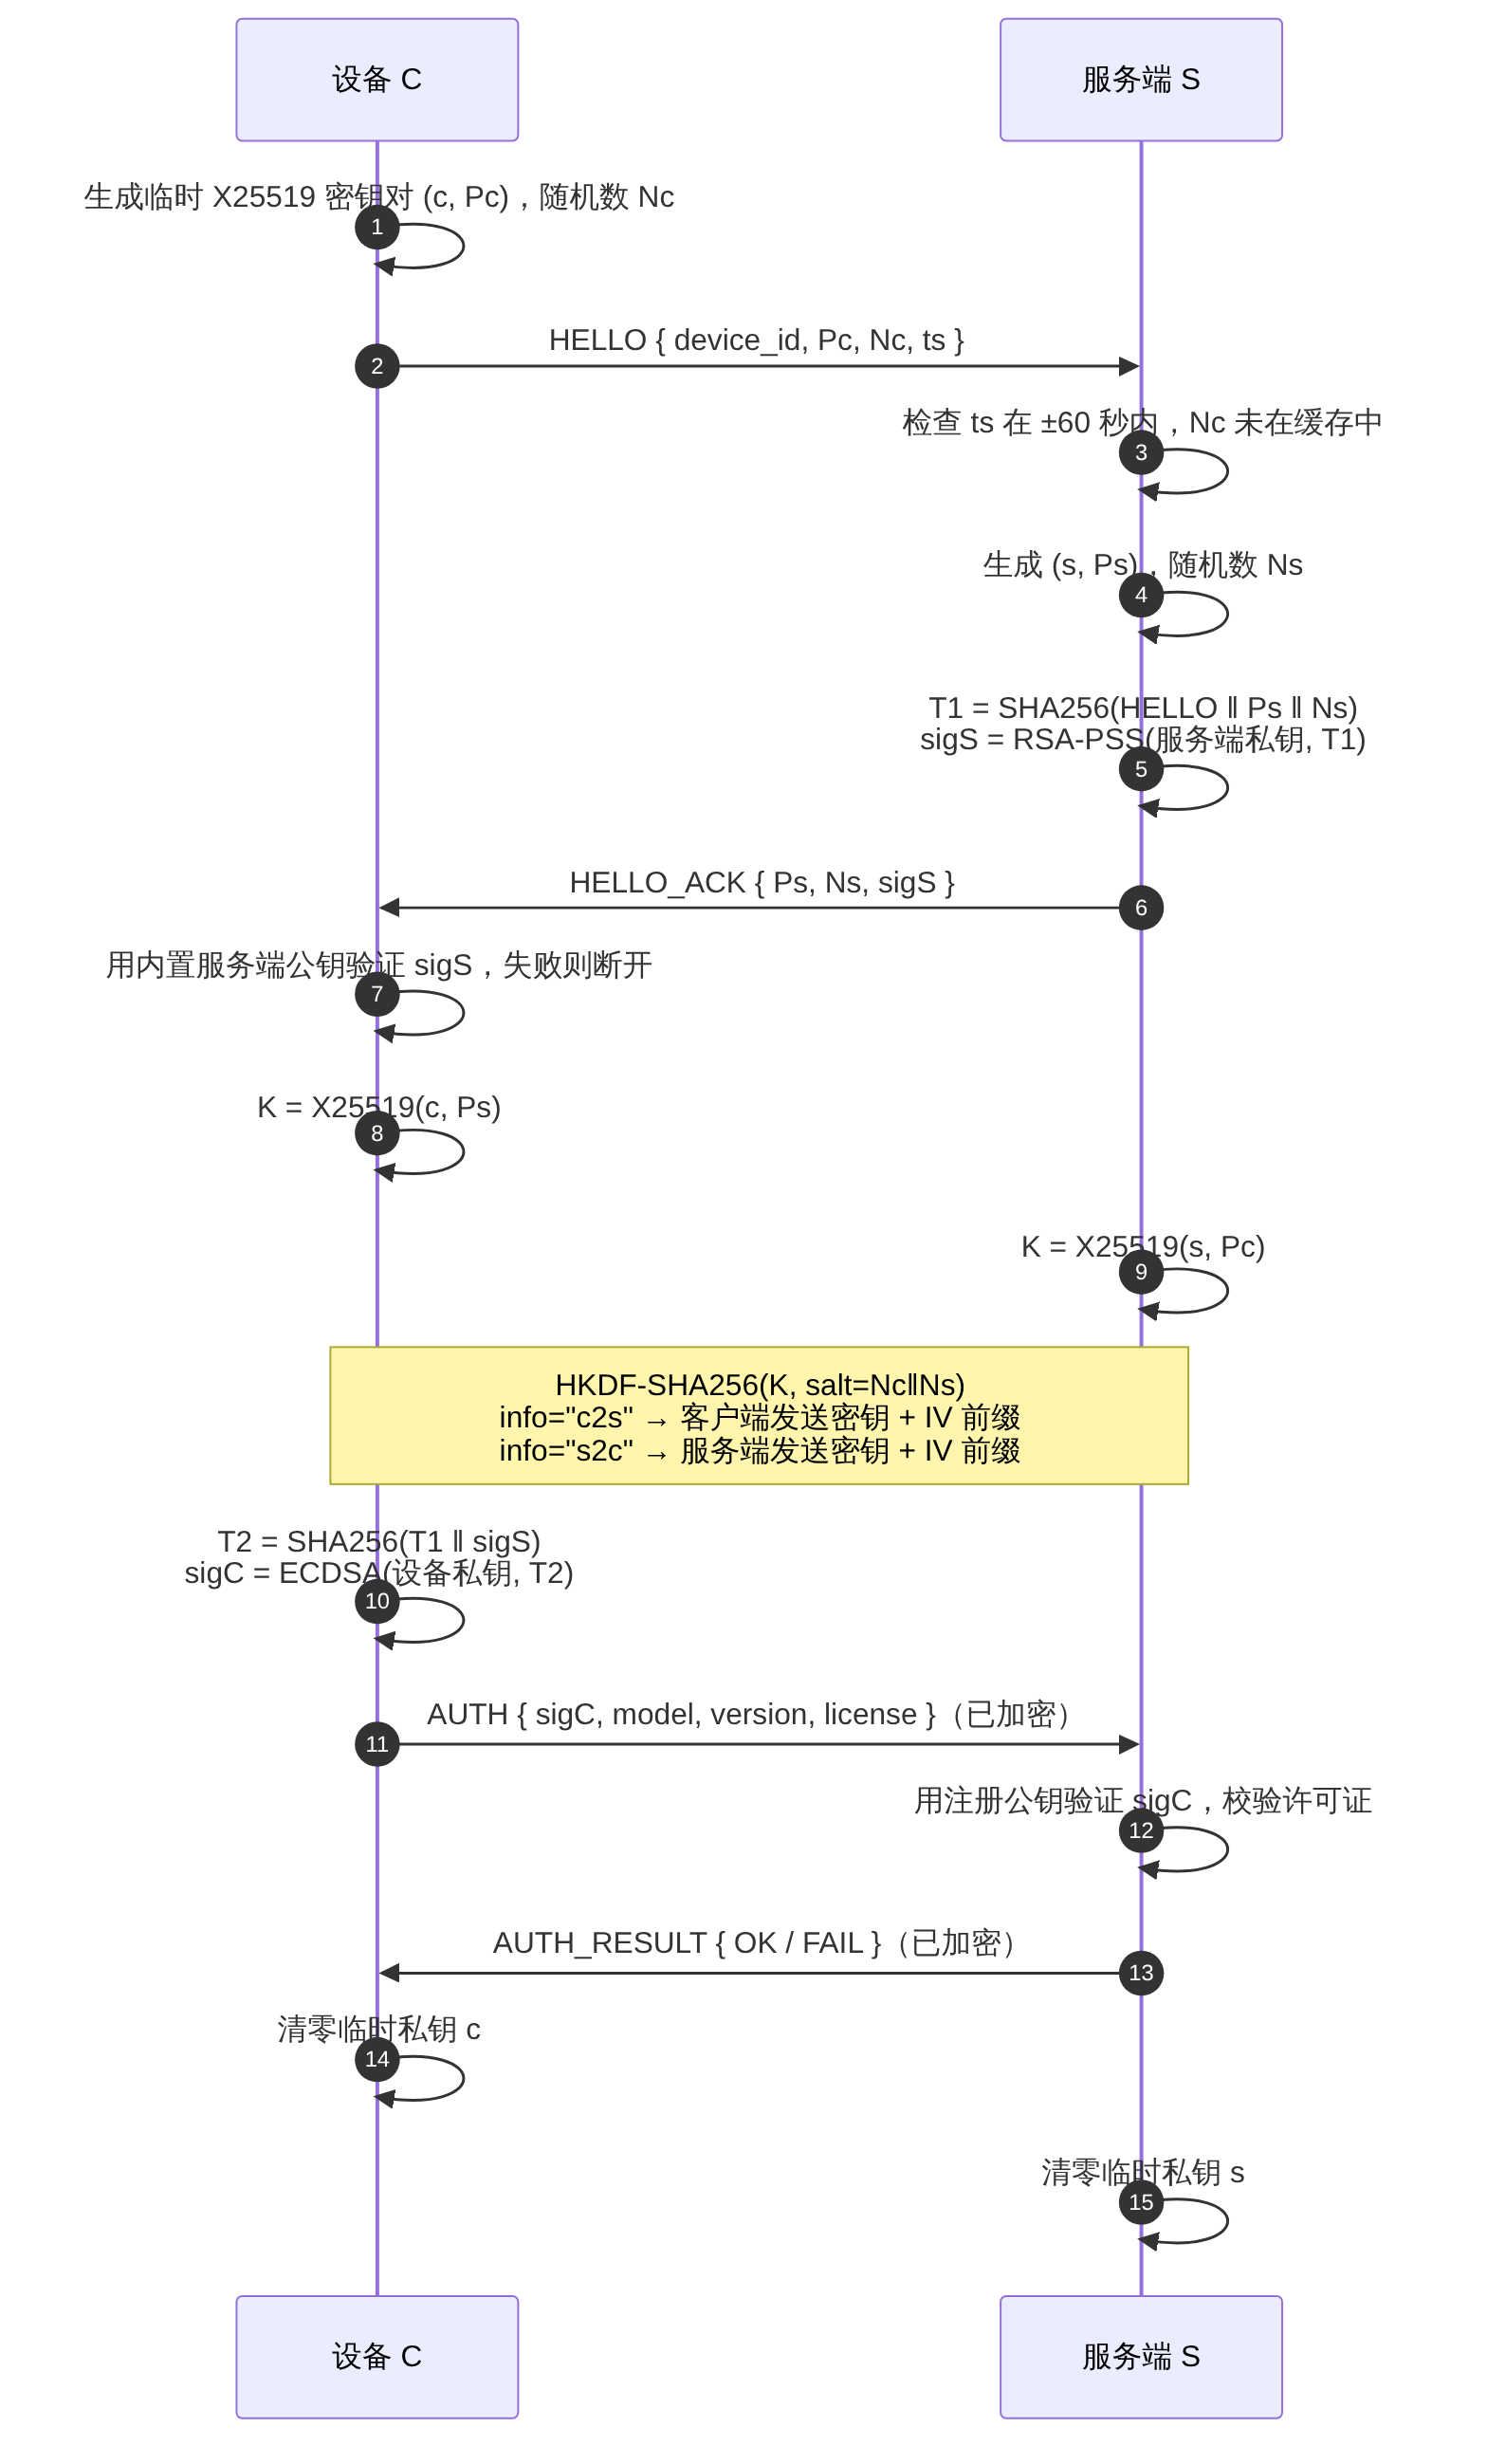 设备 C
服务端 S
生成临时 X25519 密钥对 (c, Pc)，随机数 Nc
1
HELLO { device_id, Pc, Nc, ts }
2
检查 ts 在 ±60 秒内，Nc 未在缓存中
3
生成 (s, Ps)，随机数 Ns
4
T1 = SHA256(HELLO ‖ Ps ‖ Ns)
sigS = RSA-PSS(服务端私钥, T1)
5
HELLO_ACK { Ps, Ns, sigS }
6
用内置服务端公钥验证 sigS，失败则断开
7
K = X25519(c, Ps)
8
K = X25519(s, Pc)
9
HKDF-SHA256(K, salt=Nc‖Ns)
info="c2s" → 客户端发送密钥 + IV 前缀
info="s2c" → 服务端发送密钥 + IV 前缀
T2 = SHA256(T1 ‖ sigS)
sigC = ECDSA(设备私钥, T2)
10
AUTH { sigC, model, version, license }（已加密）
11
用注册公钥验证 sigC，校验许可证
12
AUTH_RESULT { OK / FAIL }（已加密）
13
清零临时私钥 c
14
清零临时私钥 s
15
设备 C
服务端 S